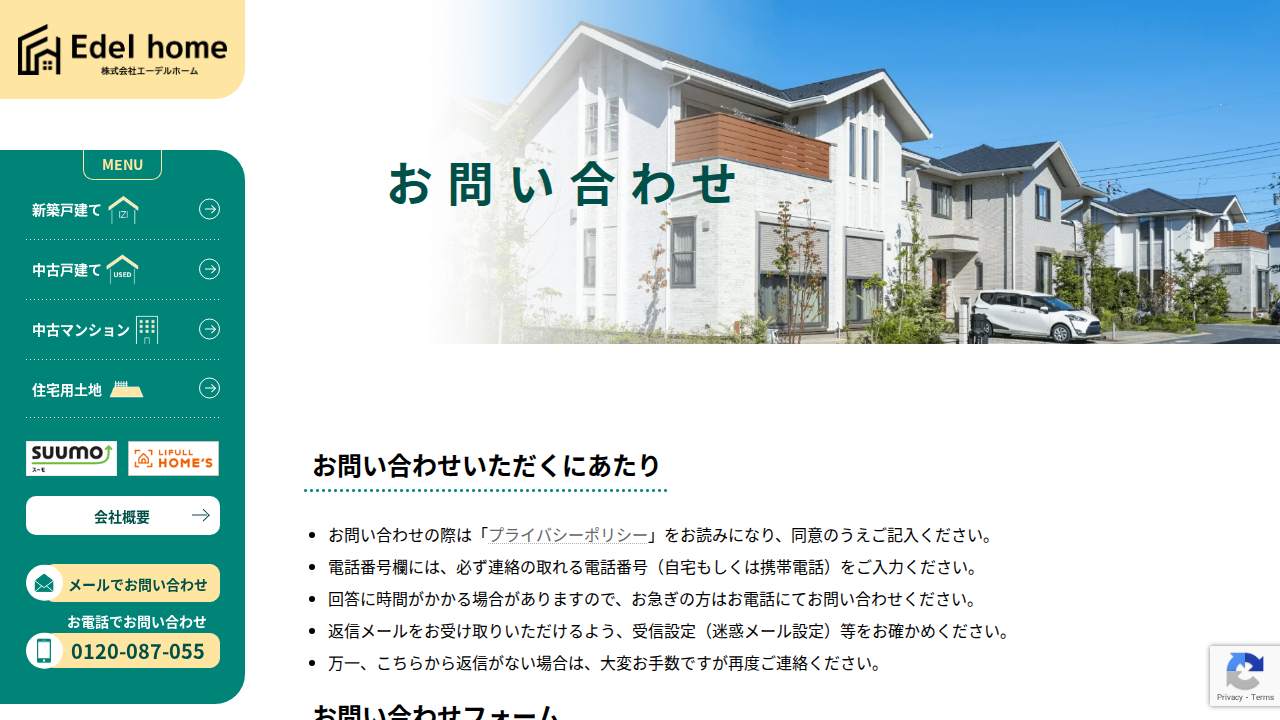 Edel home
株式会社エーデルホーム
MENU
新築戸建て
IZI
中古戸建て
USED
中古マンション
住宅用土地
SUUMO
スーモ
LIFULL
HOME'S
会社概要
メールでお問い合わせ
お電話でお問い合わせ
0120-087-055
お問い合わせ
お問い合わせいただくにあたり
お問い合わせの際は「プライバシーポリシー」をお読みになり、同意のうえご記入ください。
電話番号欄には、必ず連絡の取れる電話番号（自宅もしくは携帯電話）をご入力ください。
回答に時間がかかる場合がありますので、お急ぎの方はお電話にてお問い合わせください。
返信メールをお受け取りいただけるよう、受信設定（迷惑メール設定）等をお確かめください。
万一、こちらから返信がない場合は、大変お手数ですが再度ご連絡ください。
お問い合わせフォーム
Privacy - Terms